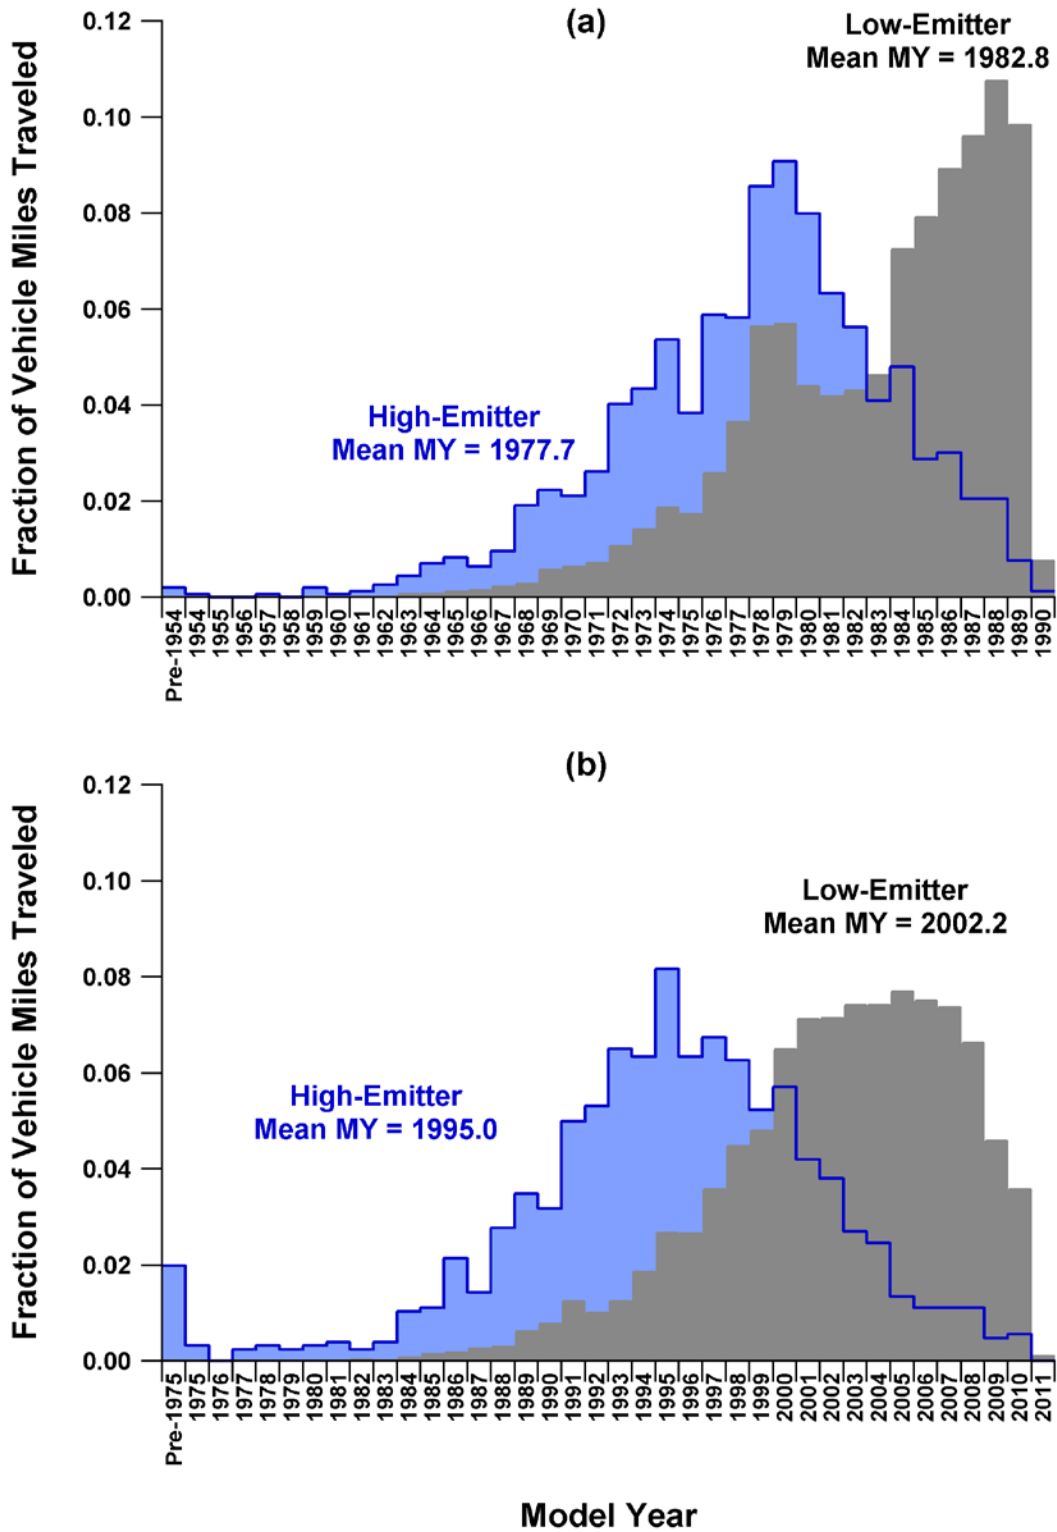 (a)
Low-Emitter
Mean MY = 1982.8
High-Emitter
Mean MY = 1977.7
Fraction of Vehicle Miles Traveled
0.12
0.10
0.08
0.06
0.04
0.02
0.00
Pre-1954 1954 1955 1956 1957 1958 1959 1960 1961 1962 1963 1964 1965 1966 1967 1968 1969 1970 1971 1972 1973 1974 1975 1976 1977 1978 1979 1980 1981 1982 1983 1984 1985 1986 1987 1988 1989 1990
(b)
Low-Emitter
Mean MY = 2002.2
High-Emitter
Mean MY = 1995.0
Fraction of Vehicle Miles Traveled
0.12
0.10
0.08
0.06
0.04
0.02
0.00
Pre-1975 1975 1976 1977 1978 1979 1980 1981 1982 1983 1984 1985 1986 1987 1988 1989 1990 1991 1992 1993 1994 1995 1996 1997 1998 1999 2000 2001 2002 2003 2004 2005 2006 2007 2008 2009 2010 2011
Model Year